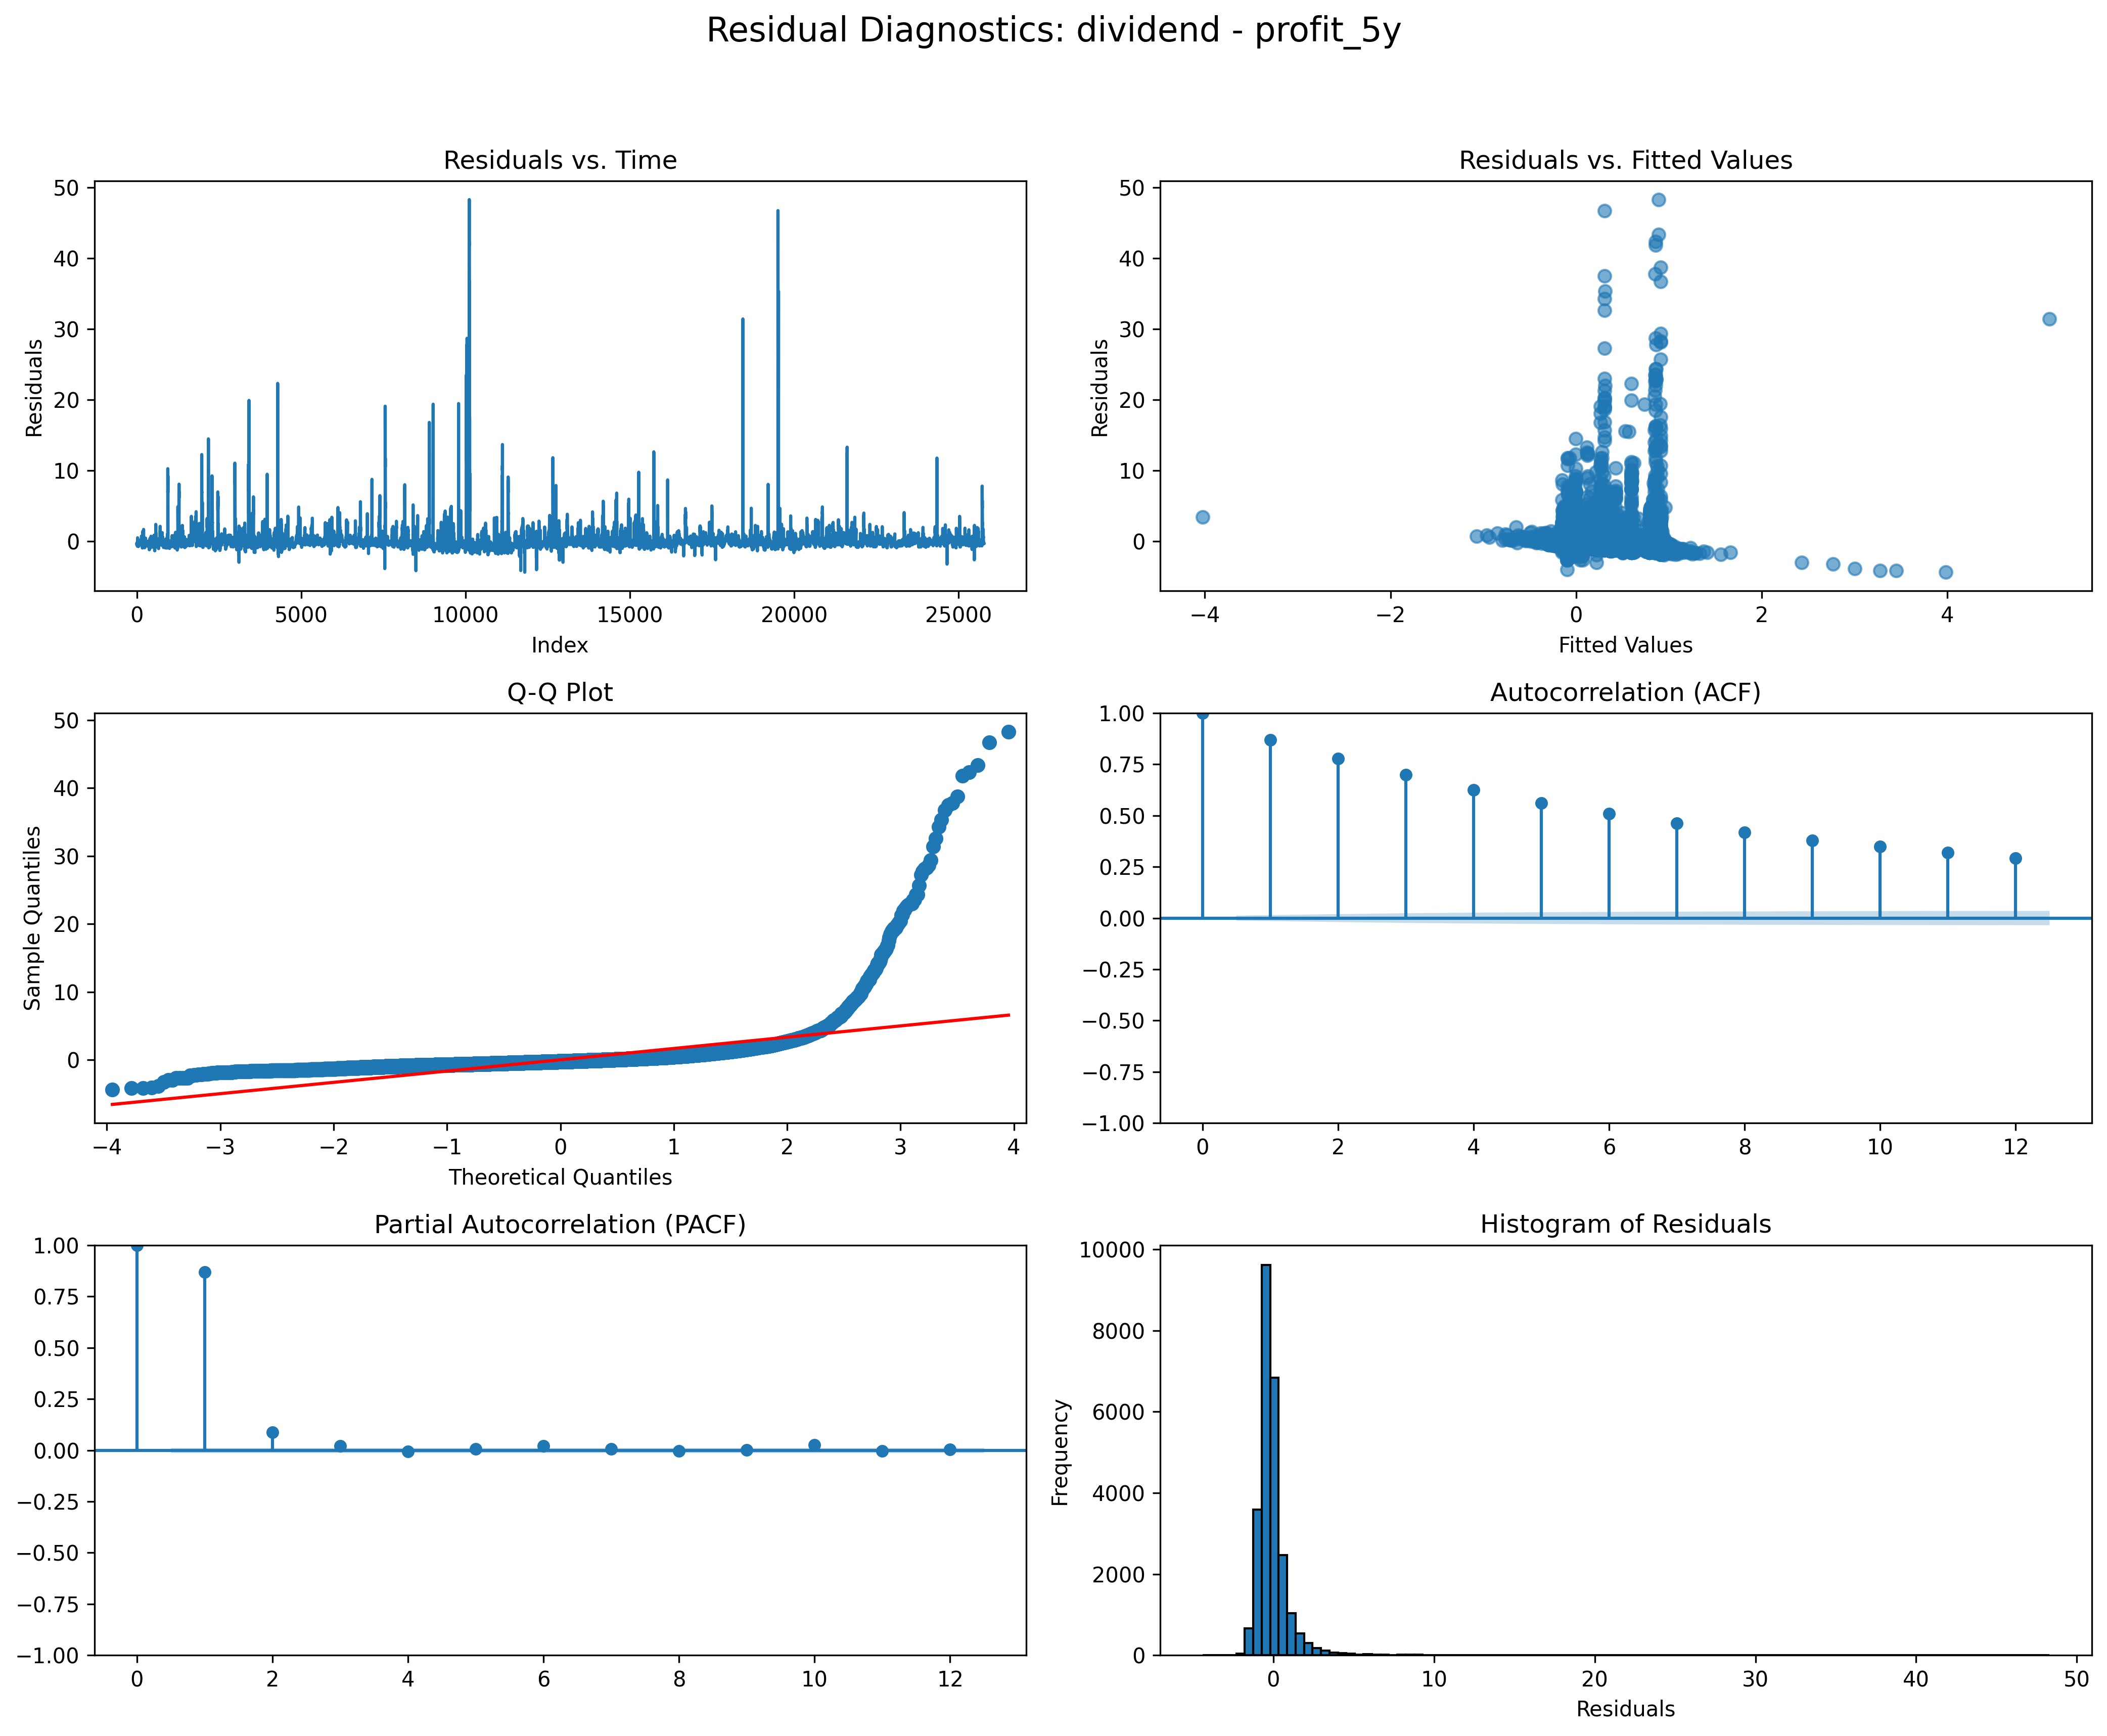 Residual Diagnostics: dividend - profit_5y
Residuals vs. Time
50
40
30
20
10
0
Residuals
0 5000 10000 15000 20000 25000
Index
Residuals vs. Fitted Values
50
40
30
20
10
0
Residuals
−4 −2 0 2 4
Fitted Values
Q-Q Plot
50
40
30
20
10
0
Sample Quantiles
−4 −3 −2 −1 0 1 2 3 4
Theoretical Quantiles
Autocorrelation (ACF)
1.00
0.75
0.50
0.25
0.00
−0.25
−0.50
−0.75
−1.00
0 2 4 6 8 10 12
Partial Autocorrelation (PACF)
1.00
0.75
0.50
0.25
0.00
−0.25
−0.50
−0.75
−1.00
0 2 4 6 8 10 12
Histogram of Residuals
10000
8000
6000
4000
2000
0
Frequency
0 10 20 30 40 50
Residuals